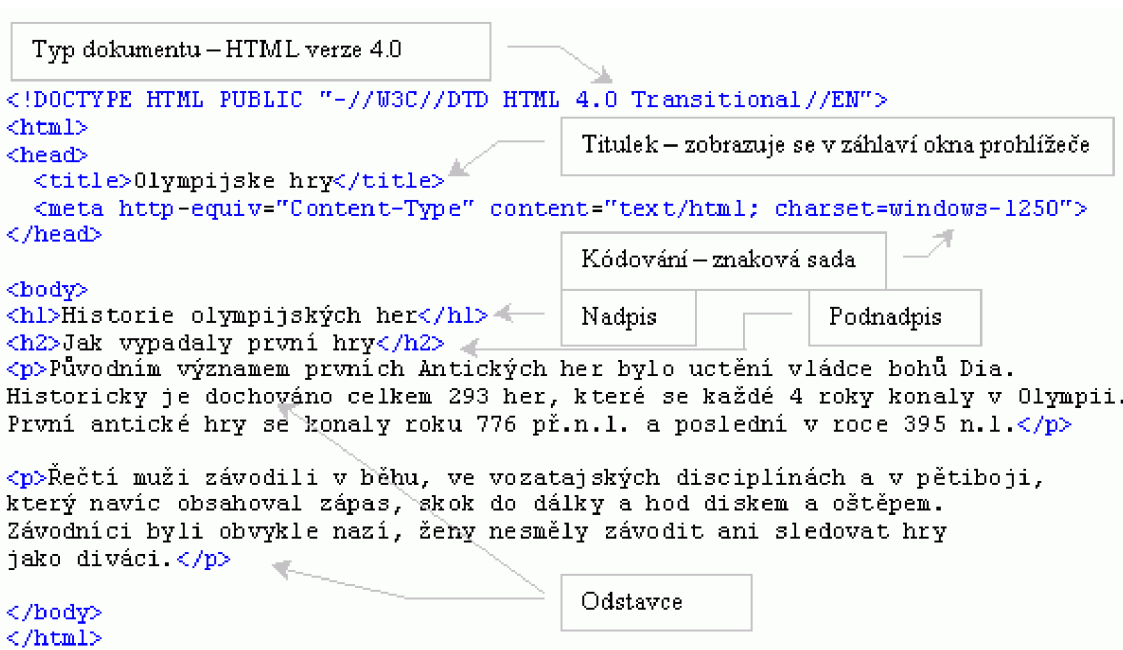 Typ dokumentu – HTML verze 4.0
<!DOCTYPE HTML PUBLIC "-//W3C//DTD HTML 4.0 Transitional//EN">
<html>
<head>
Titulek – zobrazuje se v záhlaví okna prohlížeče
<title>Olympijske hry</title>
<meta http-equiv="Content-Type" content="text/html; charset=windows-1250">
</head>
Kódování – znaková sada
<body>
<h1>Historie olympijských her</h1>
Nadpis
Podnadpis
<h2>Jak vypadaly první hry</h2>
<p>Původním významem prvních Antických her bylo uctění vládce bohů Dia.
Historicky je dochováno celkem 293 her, které se každé 4 roky konaly v Olympii.
První antické hry se konaly roku 776 př.n.l. a poslední v roce 395 n.l.</p>
<p>Řečtí muži závodili v běhu, ve vozatajských disciplínách a v pětiboji,
který navíc obsahoval zápas, skok do dálky a hod diskem a oštěpem.
Závodníci byli obvykle nazí, ženy nesměly závodit ani sledovat hry
jako diváci.</p>
Odstavce
</body>
</html>